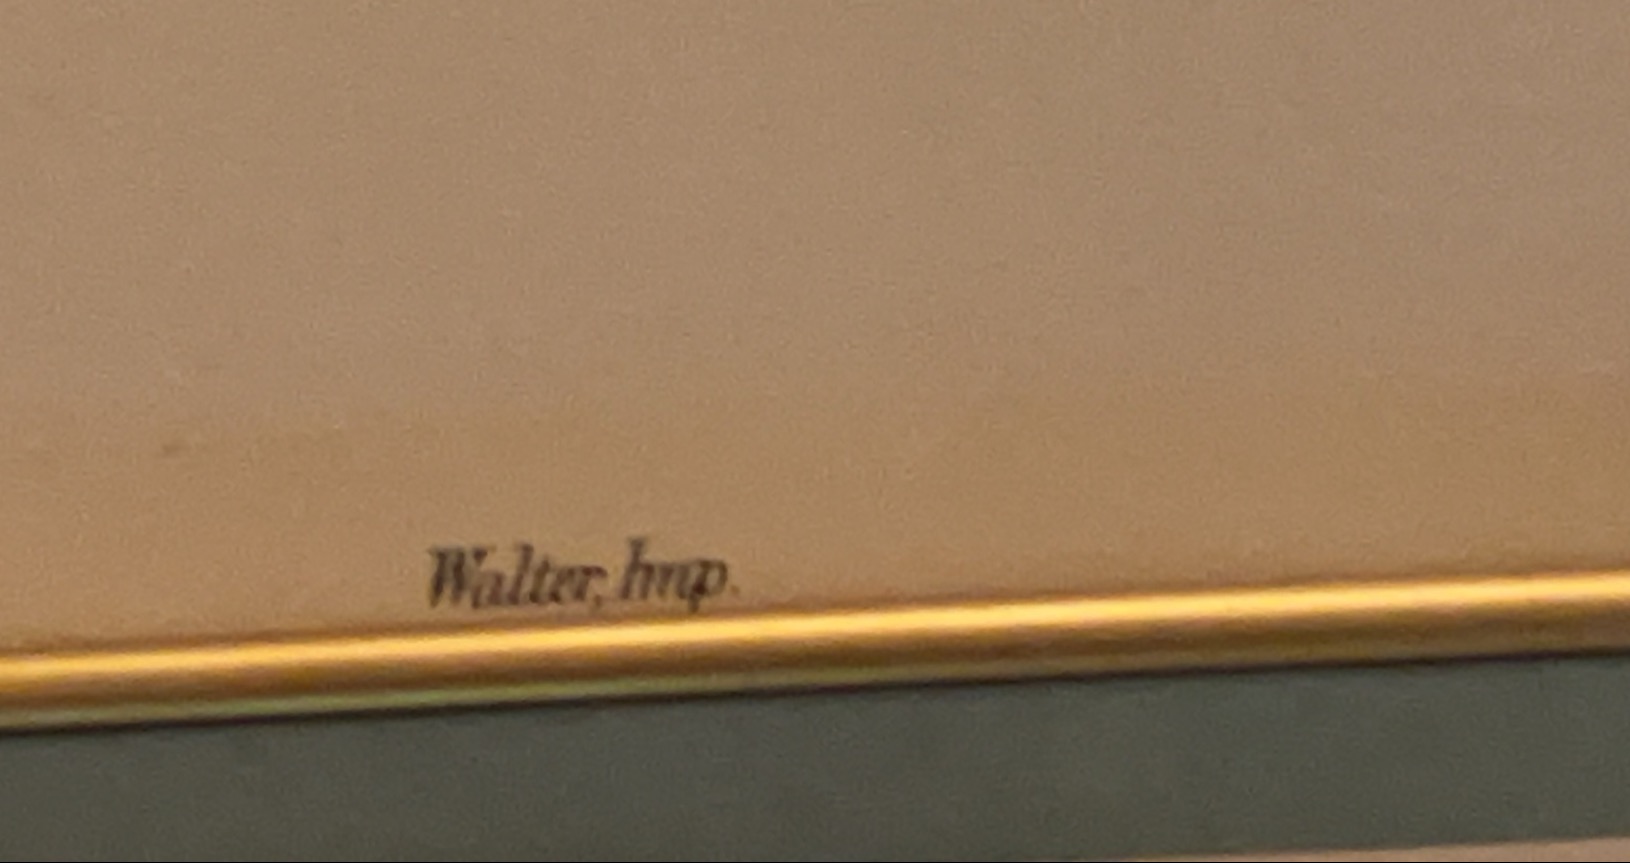 Walter, Imp.